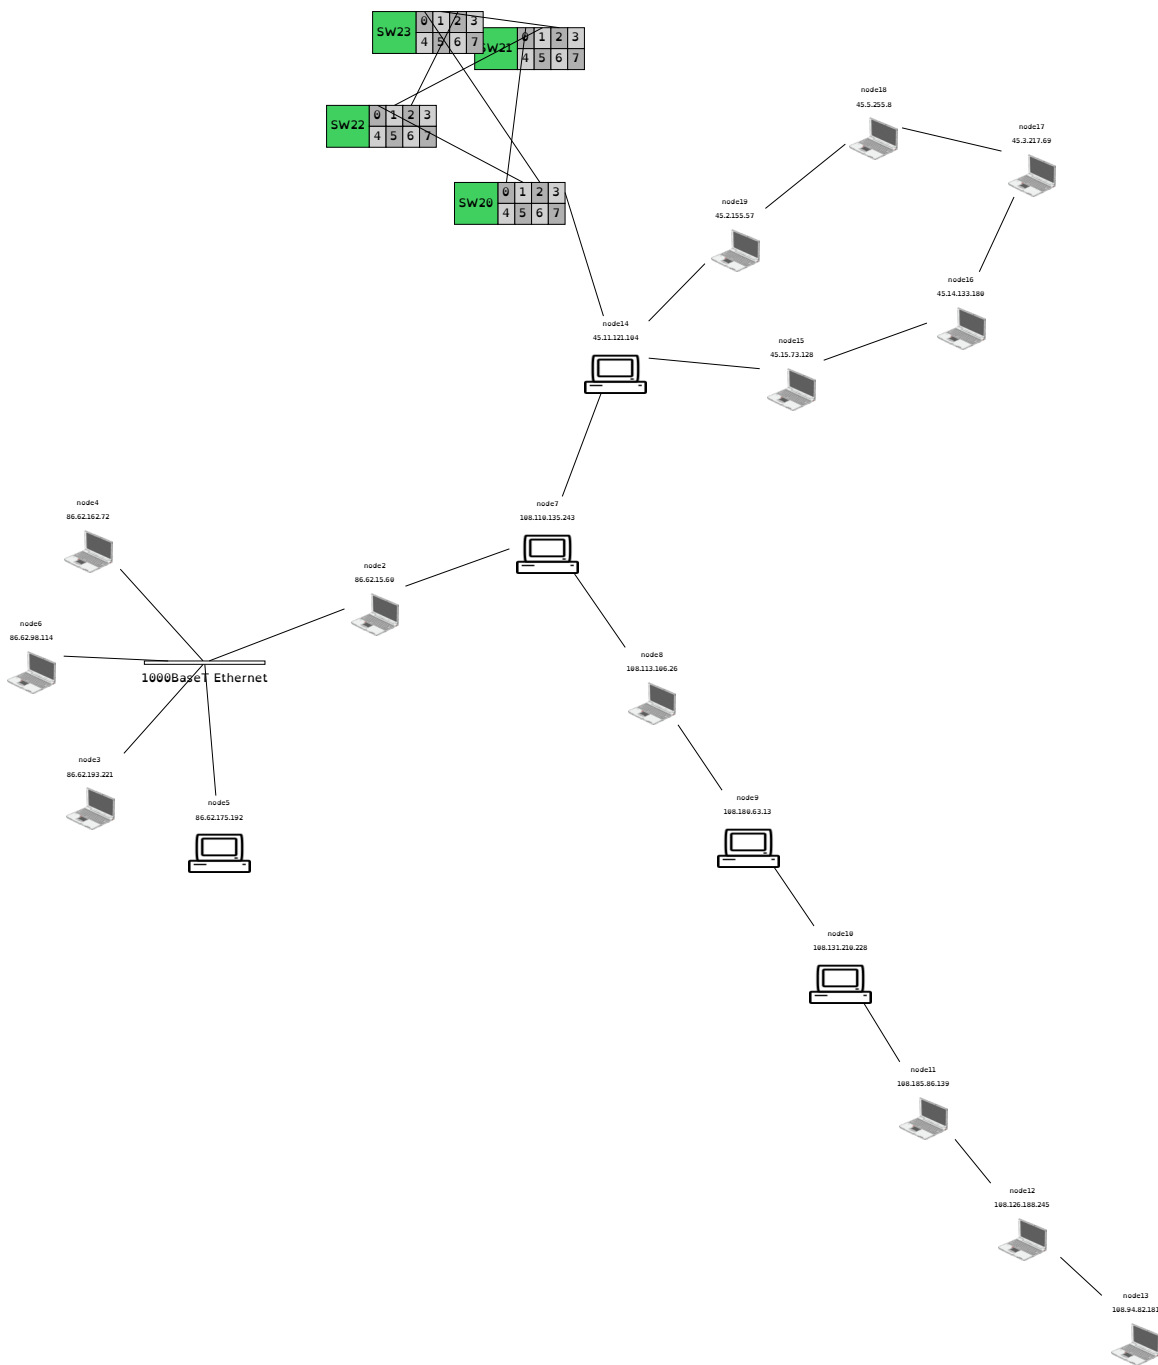 SW23 0 1 2 3
4 5 6 7
SW21 0 1 2 3
4 5 6 7
SW22 0 1 2 3
4 5 6 7
SW20 0 1 2 3
4 5 6 7
node18
45.5.255.8
node17
45.3.217.69
node19
45.2.155.57
node16
45.14.133.180
node14
45.11.121.104
node15
45.15.73.128
node4
86.62.162.72
node7
108.110.135.243
node2
86.62.15.60
node6
86.62.98.114
node8
108.113.106.26
1000BaseT Ethernet
node3
86.62.193.221
node5
86.62.175.192
node9
108.180.63.13
node10
108.131.210.228
node11
108.185.86.139
node12
108.126.188.245
node13
108.94.82.181